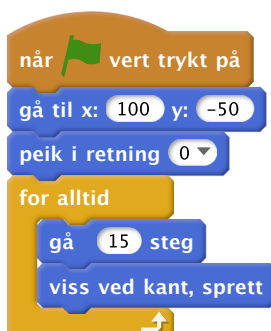 når vert trykt på
gå til x: 100 y: -50
peik i retning 0
for alltid
gå 15 steg
viss ved kant, sprett